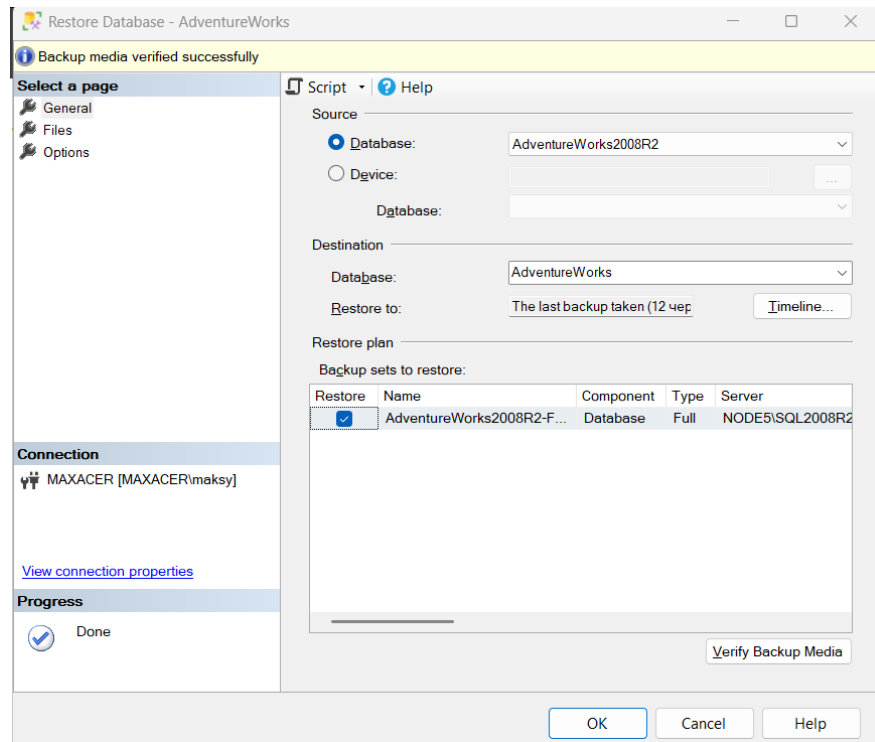 Restore Database - AdventureWorks
Backup media verified successfully
Select a page
General
Files
Options
Script Help
Source
Database: AdventureWorks2008R2
Device: ...
Database:
Destination
Database: AdventureWorks
Restore to: The last backup taken (12 чер Timeline...
Restore plan
Backup sets to restore:
Restore Name Component Type Server
AdventureWorks2008R2-F... Database Full NODE5\SQL2008R2
Connection
MAXACER [MAXACER\maksy]
View connection properties
Progress
Done
Verify Backup Media
OK Cancel Help